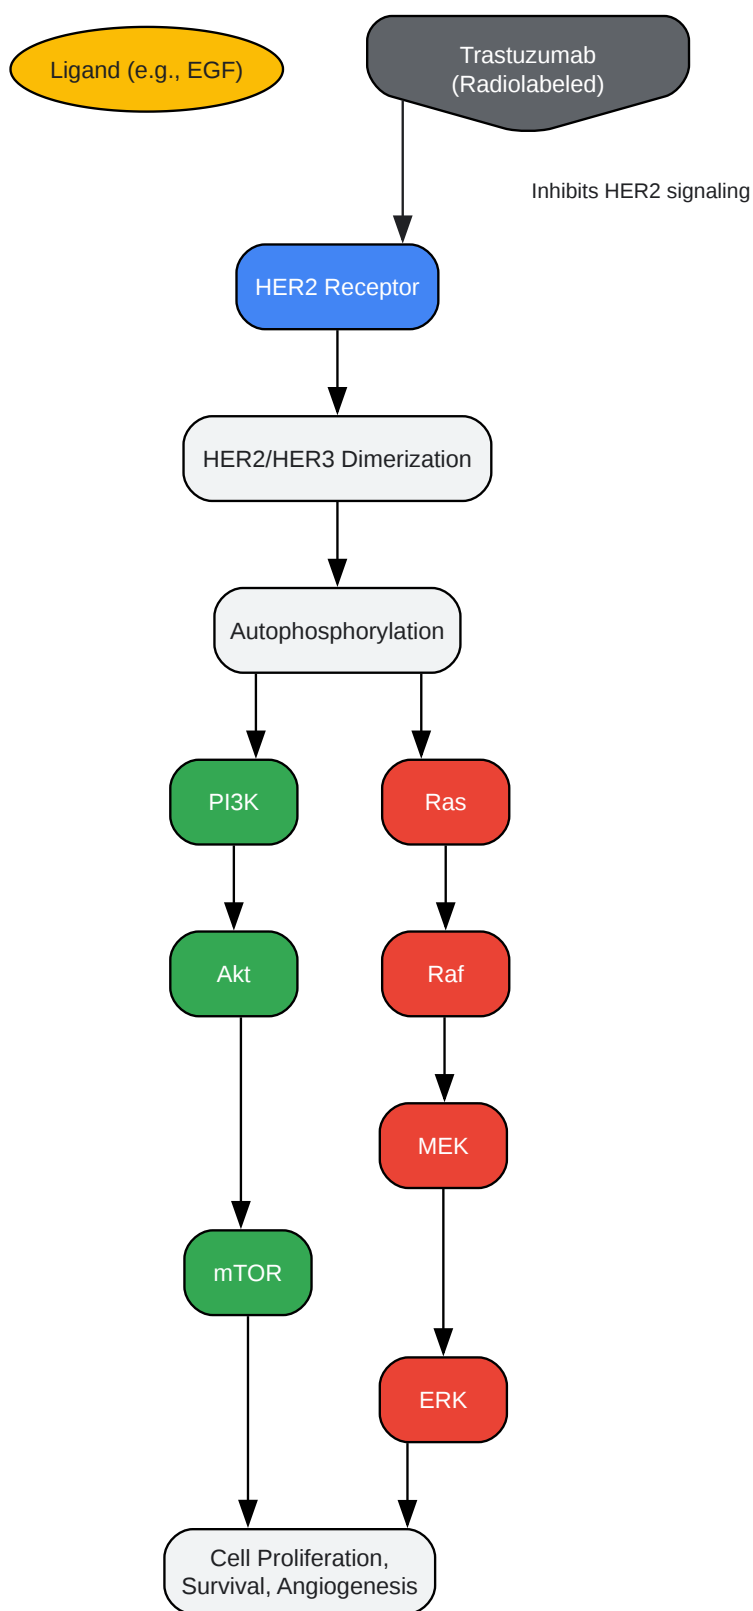 Ligand (e.g., EGF)
Trastuzumab
(Radiolabeled)
Inhibits HER2 signaling
HER2 Receptor
HER2/HER3 Dimerization
Autophosphorylation
PI3K
Ras
Akt
Raf
MEK
mTOR
ERK
Cell Proliferation,
Survival, Angiogenesis